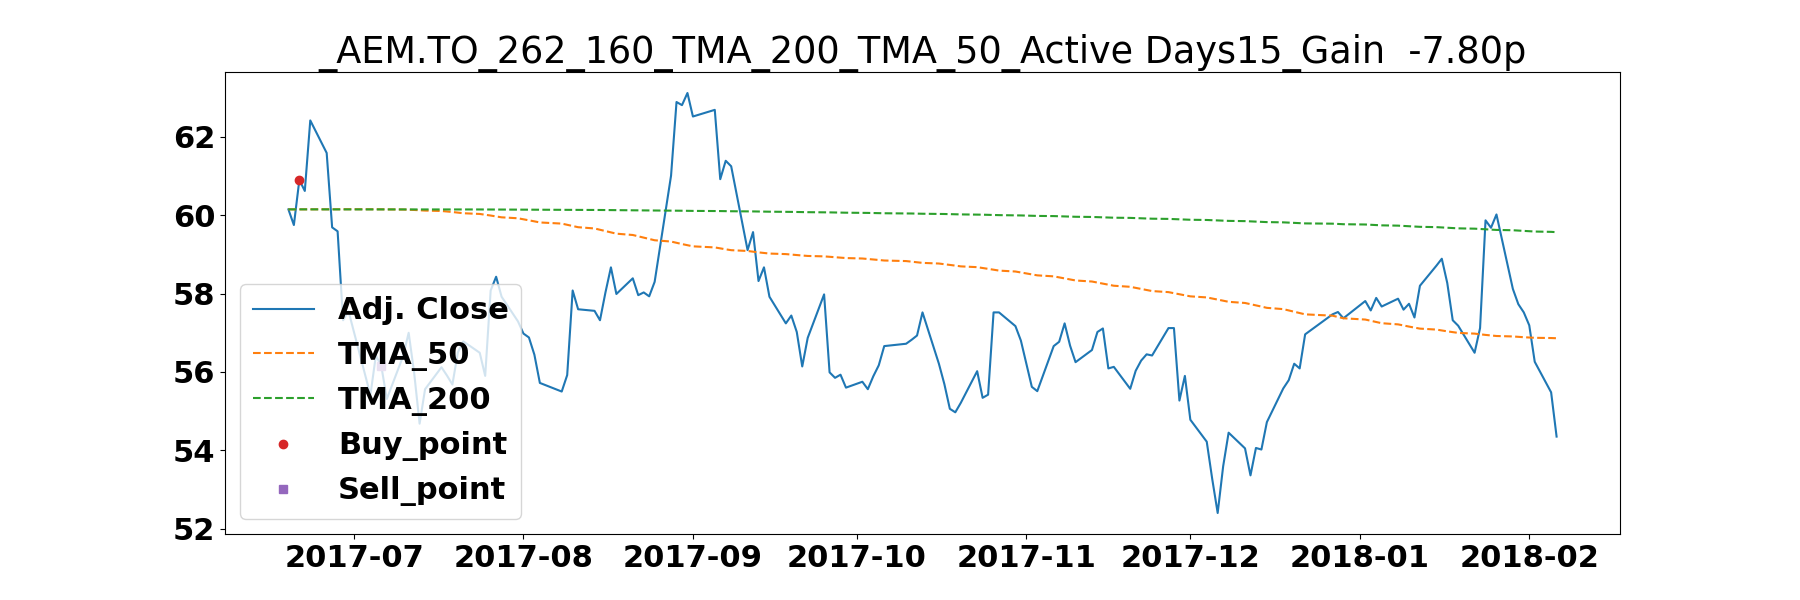 _AEM.TO_262_160_TMA_200_TMA_50_Active Days15_Gain  -7.80p
62
60
58
56
54
52
Adj. Close
TMA_50
TMA_200
Buy_point
Sell_point
2017-07 2017-08 2017-09 2017-10 2017-11 2017-12 2018-01 2018-02